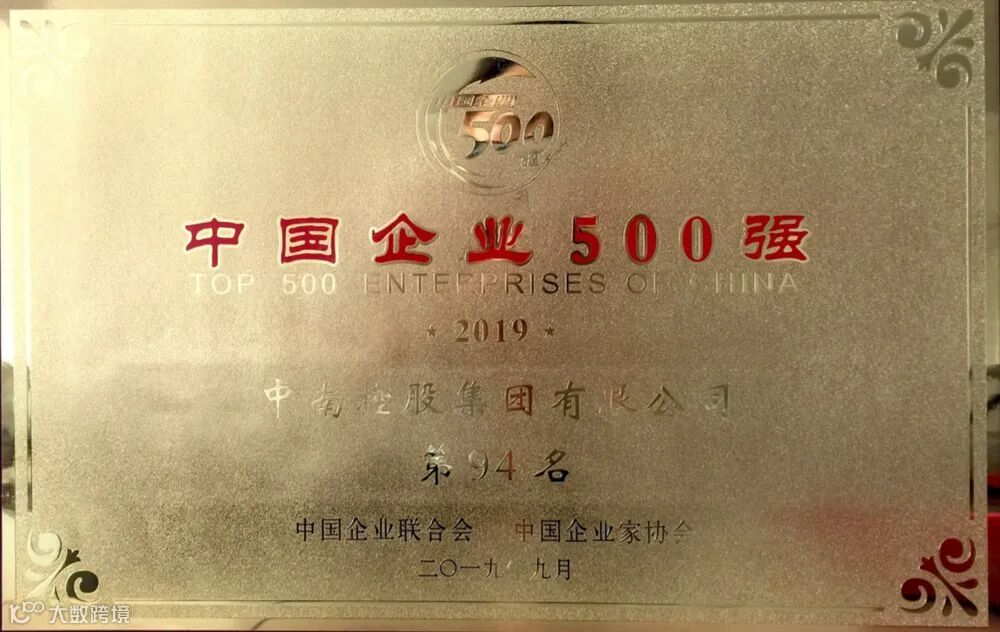 500
中国企业500强
TOP 500 ENTERPRISES OF CHINA
2019
中南控股集团有限公司
第94名
中国企业联合会 中国企业家协会
二〇一九 九月
大数跨境